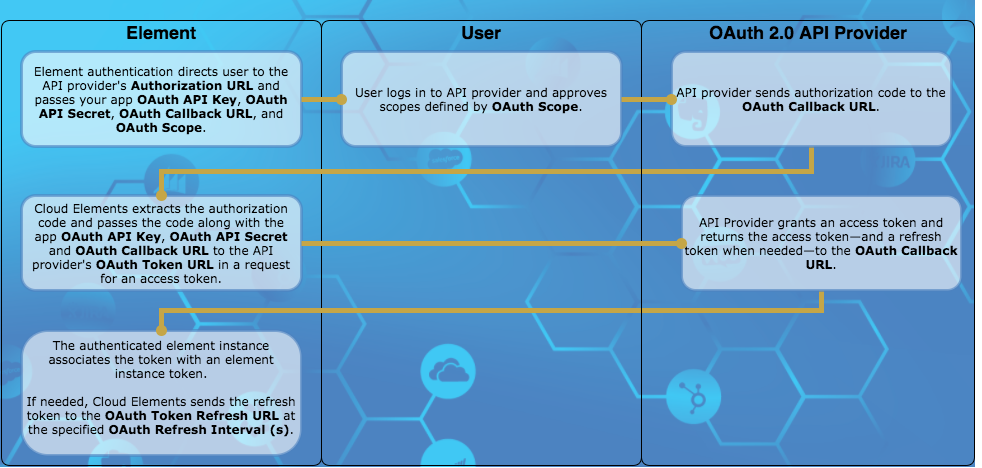 Element
User
OAuth 2.0 API Provider
Element authentication directs user to the
API provider's Authorization URL and
passes your app OAuth API Key, OAuth
API Secret, OAuth Callback URL, and
OAuth Scope.
User logs in to API provider and approves
scopes defined by OAuth Scope.
API provider sends authorization code to the
OAuth Callback URL.
JIRA
Cloud Elements extracts the authorization
code and passes the code along with the
app OAuth API Key, OAuth API Secret
and OAuth Callback URL to the API
provider's OAuth Token URL in a request
for an access token.
API Provider grants an access token and
returns the access token—and a refresh
token when needed—to the OAuth Callback
URL.
The authenticated element instance
associates the token with an element
instance token.
If needed, Cloud Elements sends the refresh
token to the OAuth Token Refresh URL at
the specified OAuth Refresh Interval (s).